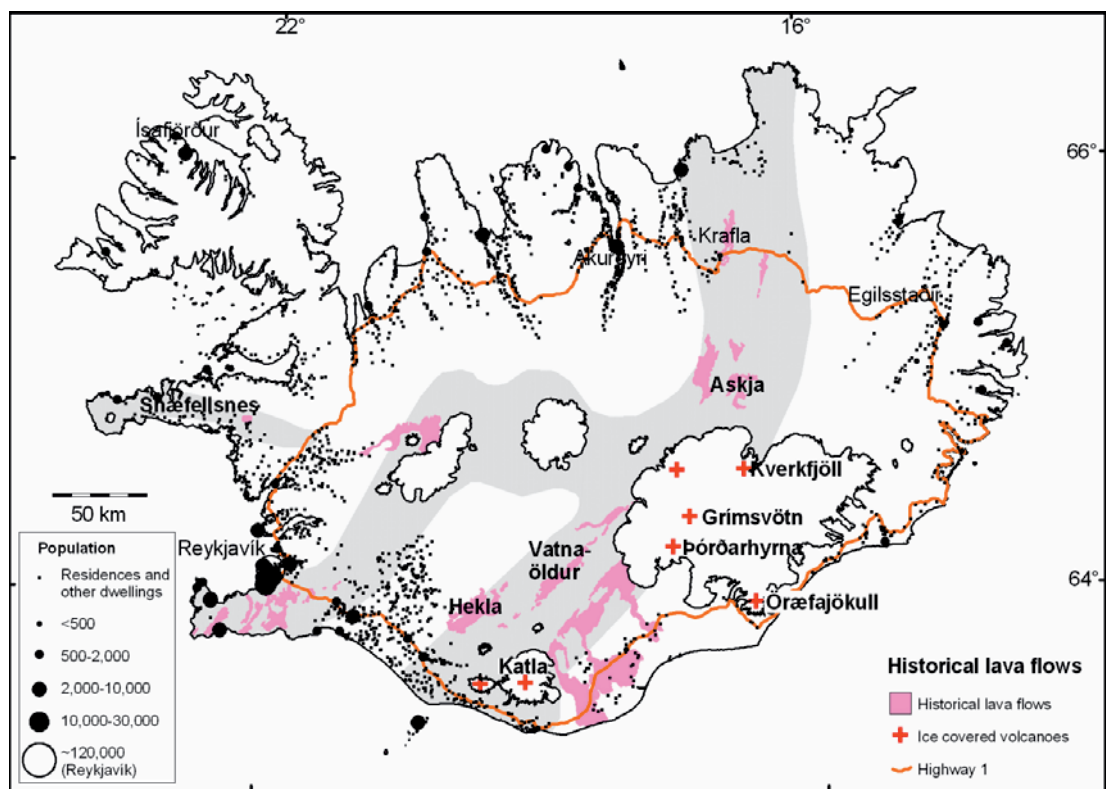 22°
16°
Ísafjörður
66°
Krafla
Akureyri
Egilsstaðir
Askja
Snæfellsnes
Kverkfjöll
50 km
Grímsvötn
Population
Reykjavík
Vatna-
öldur
Þórðarhyrna
Residences and
other dwellings
64°
Hekla
Öræfajökull
<500
500-2,000
Katla
Historical lava flows
2,000-10,000
Historical lava flows
10,000-30,000
Ice covered volcanoes
~120,000
(Reykjavik)
Highway 1